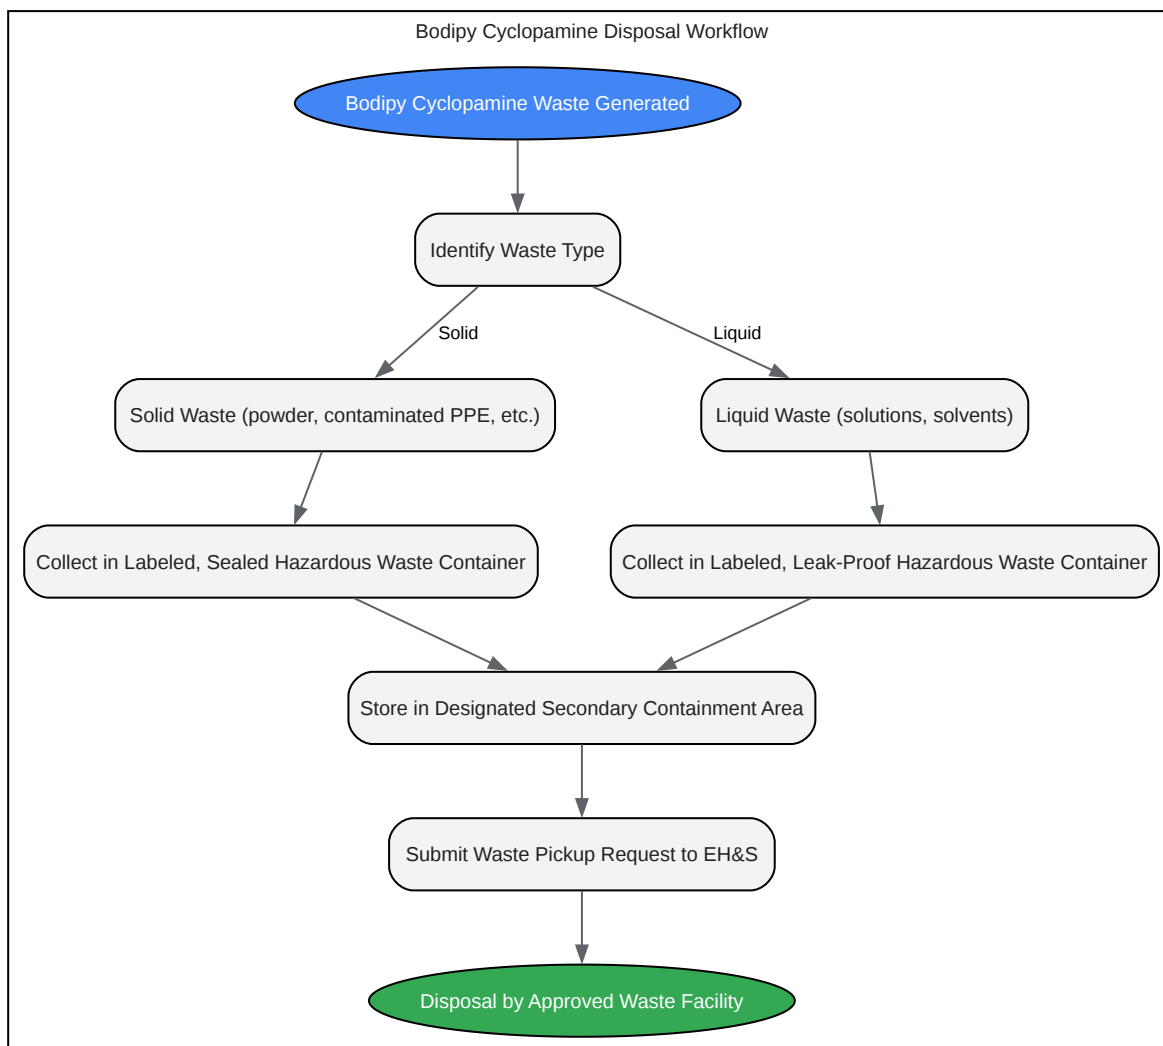 Bodipy Cyclopamine Disposal Workflow
Bodipy Cyclopamine Waste Generated
Identify Waste Type
Solid
Liquid
Solid Waste (powder, contaminated PPE, etc.)
Liquid Waste (solutions, solvents)
Collect in Labeled, Sealed Hazardous Waste Container
Collect in Labeled, Leak-Proof Hazardous Waste Container
Store in Designated Secondary Containment Area
Submit Waste Pickup Request to EH&S
Disposal by Approved Waste Facility